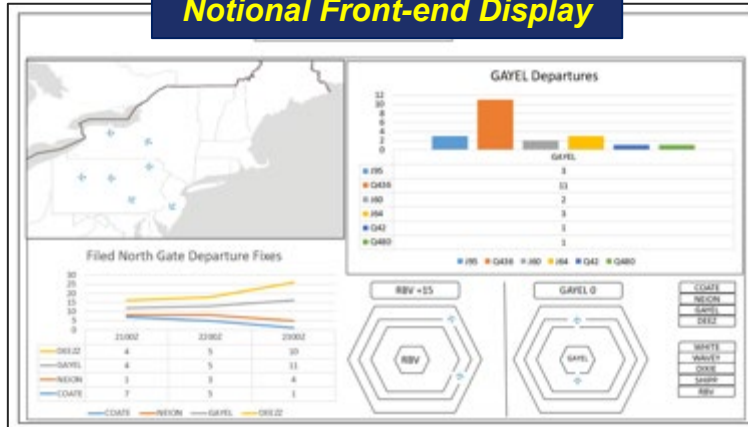 Notional Front-end Display
GAYEL Departures
12
10
8
6
4
2
0
GAYEL
J95 3
Q436 11
J60 2
J64 3
Q42 1
Q480 1
J95 Q436 J60 J64 Q42 Q480
Filed North Gate Departure Fixes
30
25
20
15
10
5
0
2100Z 2200Z 2300Z
DEEZZ 4 5 10
GAYEL 4 5 11
NEION 1 3 4
COATE 7 5 1
COATE NEION GAYEL DEEZZ
RBV +15
RBV
GAYEL 0
GAYEL
COATE
NEION
GAYEL
DEEZ
WHITE
WAVEY
DIXIE
SHIPP
RBV